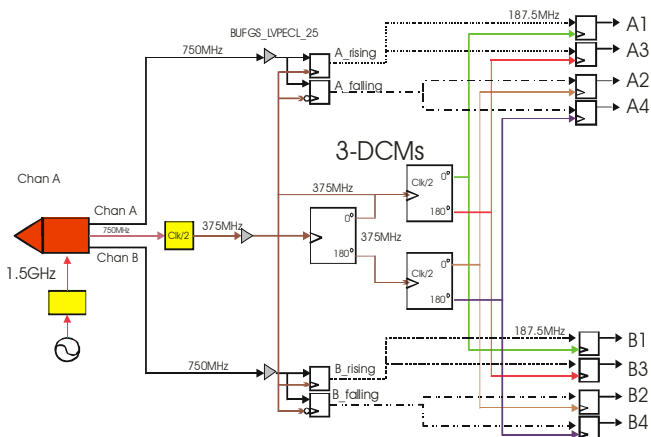 BUFGS_LVPECL_25
187.5mHz
A1
750MHz
A_rising
A3
A_falling
A2
A4
3-DCMs
Chan A
Clk/2
0°
375MHz
180°
Chan A
750MHz
Clk/2
375MHz
0°
375MHz
180°
Chan B
Clk/2
0°
180°
1.5GHz
187.5mHz
B1
750MHz
B_rising
B3
B_falling
B2
B4